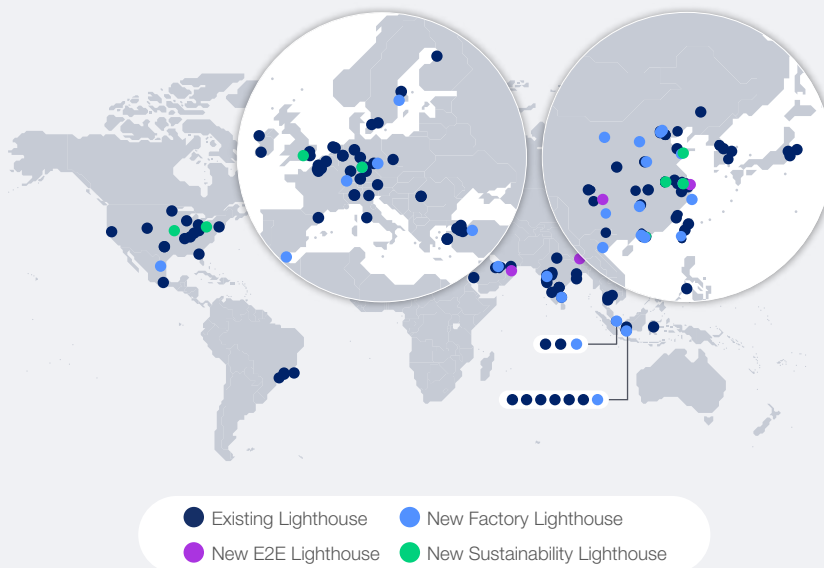 Existing Lighthouse
New Factory Lighthouse
New E2E Lighthouse
New Sustainability Lighthouse